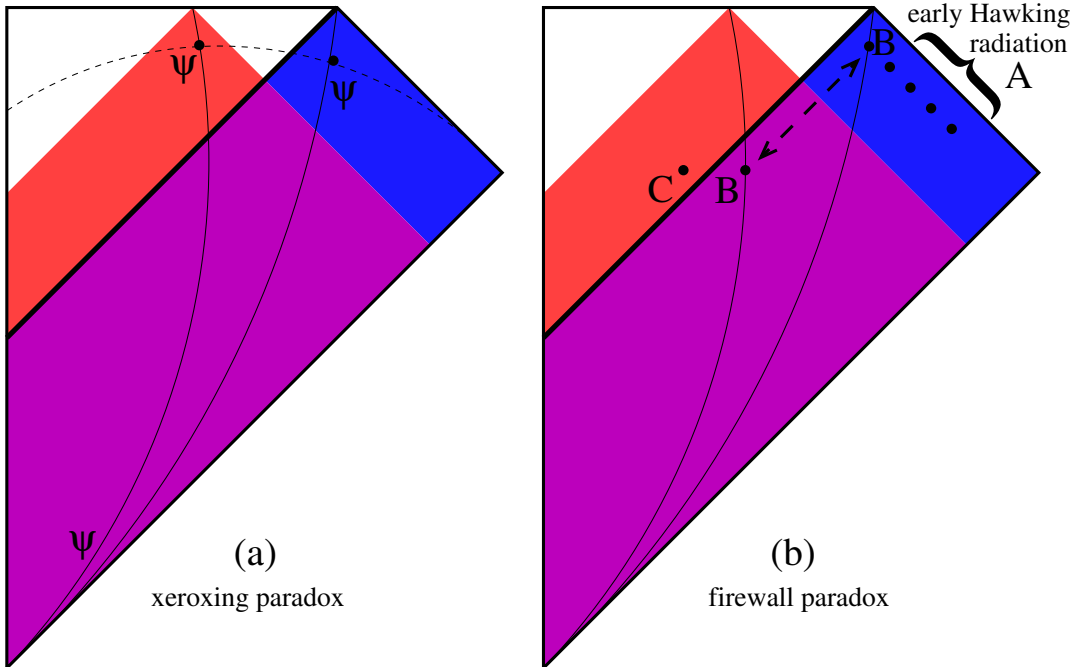 ψ
ψ
ψ
(a)
xeroxing paradox
early Hawking
radiation
A
B
C
B
(b)
firewall paradox